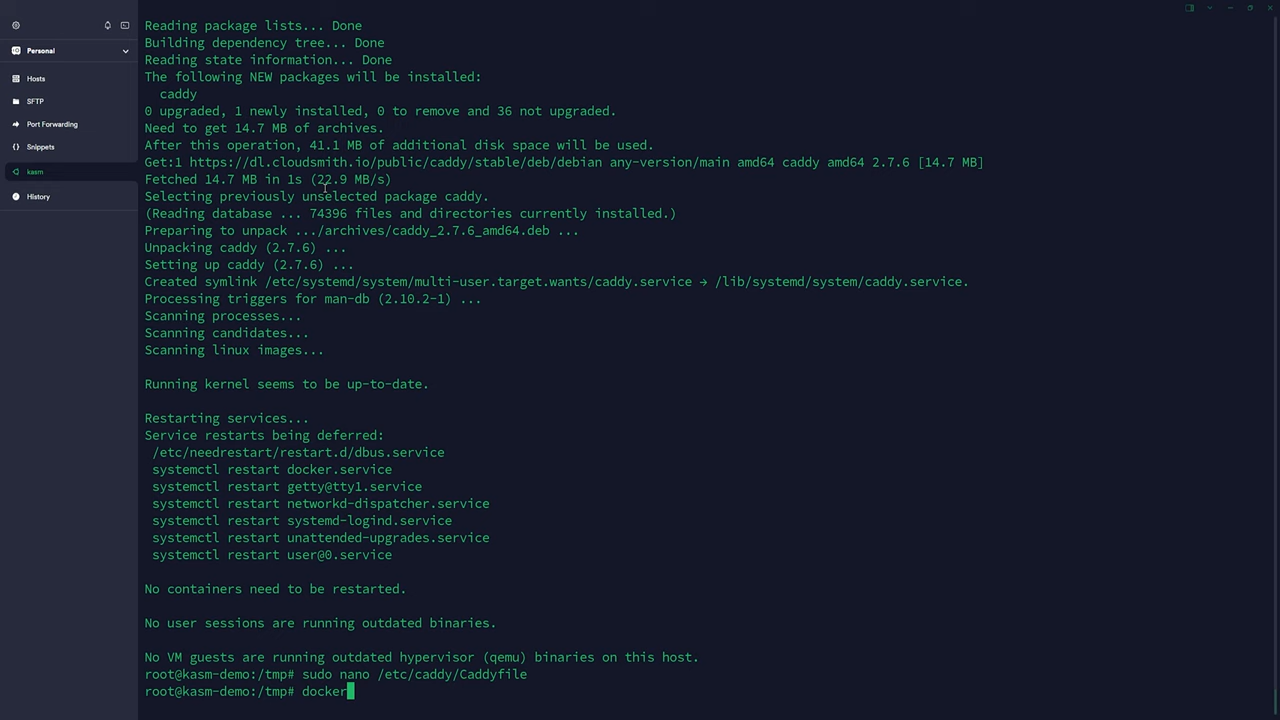 Personal
Hosts
SFTP
Port Forwarding
Snippets
kasm
History
Reading package lists... Done
Building dependency tree... Done
Reading state information... Done
The following NEW packages will be installed:
  caddy
0 upgraded, 1 newly installed, 0 to remove and 36 not upgraded.
Need to get 14.7 MB of archives.
After this operation, 41.1 MB of additional disk space will be used.
Get:1 https://dl.cloudsmith.io/public/caddy/stable/deb/debian any-version/main amd64 caddy amd64 2.7.6 [14.7 MB]
Fetched 14.7 MB in 1s (22.9 MB/s)
Selecting previously unselected package caddy.
(Reading database ... 74396 files and directories currently installed.)
Preparing to unpack .../archives/caddy_2.7.6_amd64.deb ...
Unpacking caddy (2.7.6) ...
Setting up caddy (2.7.6) ...
Created symlink /etc/systemd/system/multi-user.target.wants/caddy.service → /lib/systemd/system/caddy.service.
Processing triggers for man-db (2.10.2-1) ...
Scanning processes...
Scanning candidates...
Scanning linux images...
Running kernel seems to be up-to-date.
Restarting services...
Service restarts being deferred:
 /etc/needrestart/restart.d/dbus.service
 systemctl restart docker.service
 systemctl restart getty@tty1.service
 systemctl restart networkd-dispatcher.service
 systemctl restart systemd-logind.service
 systemctl restart unattended-upgrades.service
 systemctl restart user@0.service
No containers need to be restarted.
No user sessions are running outdated binaries.
No VM guests are running outdated hypervisor (qemu) binaries on this host.
root@kasm-demo:/tmp# sudo nano /etc/caddy/Caddyfile
root@kasm-demo:/tmp# docker